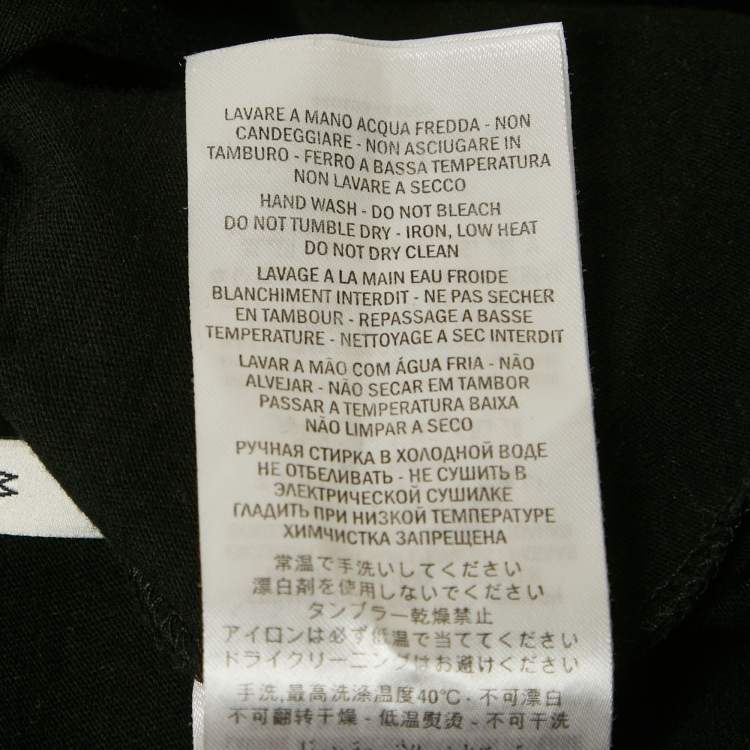 LAVARE A MANO ACQUA FREDDA - NON
CANDEGGIARE - NON ASCIUGARE IN
TAMBURO - FERRO A BASSA TEMPERATURA
NON LAVARE A SECCO
HAND WASH - DO NOT BLEACH
DO NOT TUMBLE DRY - IRON, LOW HEAT
DO NOT DRY CLEAN
LAVAGE A LA MAIN EAU FROIDE
BLANCHIMENT INTERDIT - NE PAS SECHER
EN TAMBOUR - REPASSAGE A BASSE
TEMPERATURE - NETTOYAGE A SEC INTERDIT
LAVAR A MÃO COM ÁGUA FRIA - NÃO
ALVEJAR - NÃO SECAR EM TAMBOR
PASSAR A TEMPERATURA BAIXA
NÃO LIMPAR A SECO
РУЧНАЯ СТИРКА В ХОЛОДНОЙ ВОДЕ
НЕ ОТБЕЛИВАТЬ - НЕ СУШИТЬ В
ЭЛЕКТРИЧЕСКОЙ СУШИЛКЕ
ГЛАДИТЬ ПРИ НИЗКОЙ ТЕМПЕРАТУРЕ
ХИМЧИСТКА ЗАПРЕЩЕНА
常温で手洗いしてください
漂白剤を使用しないでください
タンブラー乾燥禁止
アイロンは必ず低温で当ててください
ドライクリーニングはお避けください
手洗,最高洗涤温度40℃ - 不可漂白
不可翻转干燥 - 低温熨烫 - 不可干洗
M